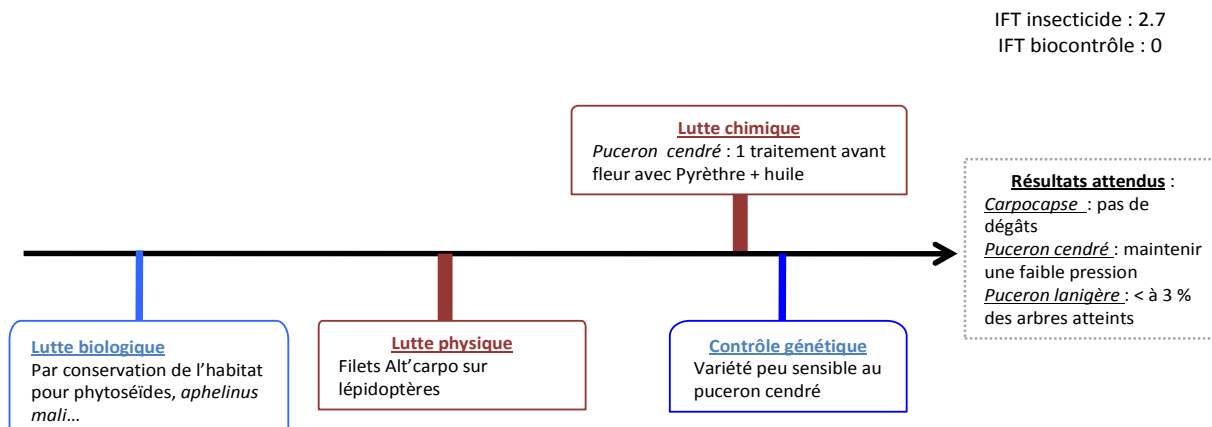 IFT insecticide : 2.7
IFT biocontrôle : 0
Lutte chimique
Puceron cendré : 1 traitement avant
fleur avec Pyrèthre + huile
Résultats attendus :
Carpocapse : pas de
dégâts
Puceron cendré : maintenir
une faible pression
Puceron lanigère : < à 3 %
des arbres atteints
Lutte biologique
Par conservation de l’habitat
pour phytoséïdes, aphelinus
mali…
Lutte physique
Filets Alt’carpo sur
lépidoptères
Contrôle génétique
Variété peu sensible au
puceron cendré